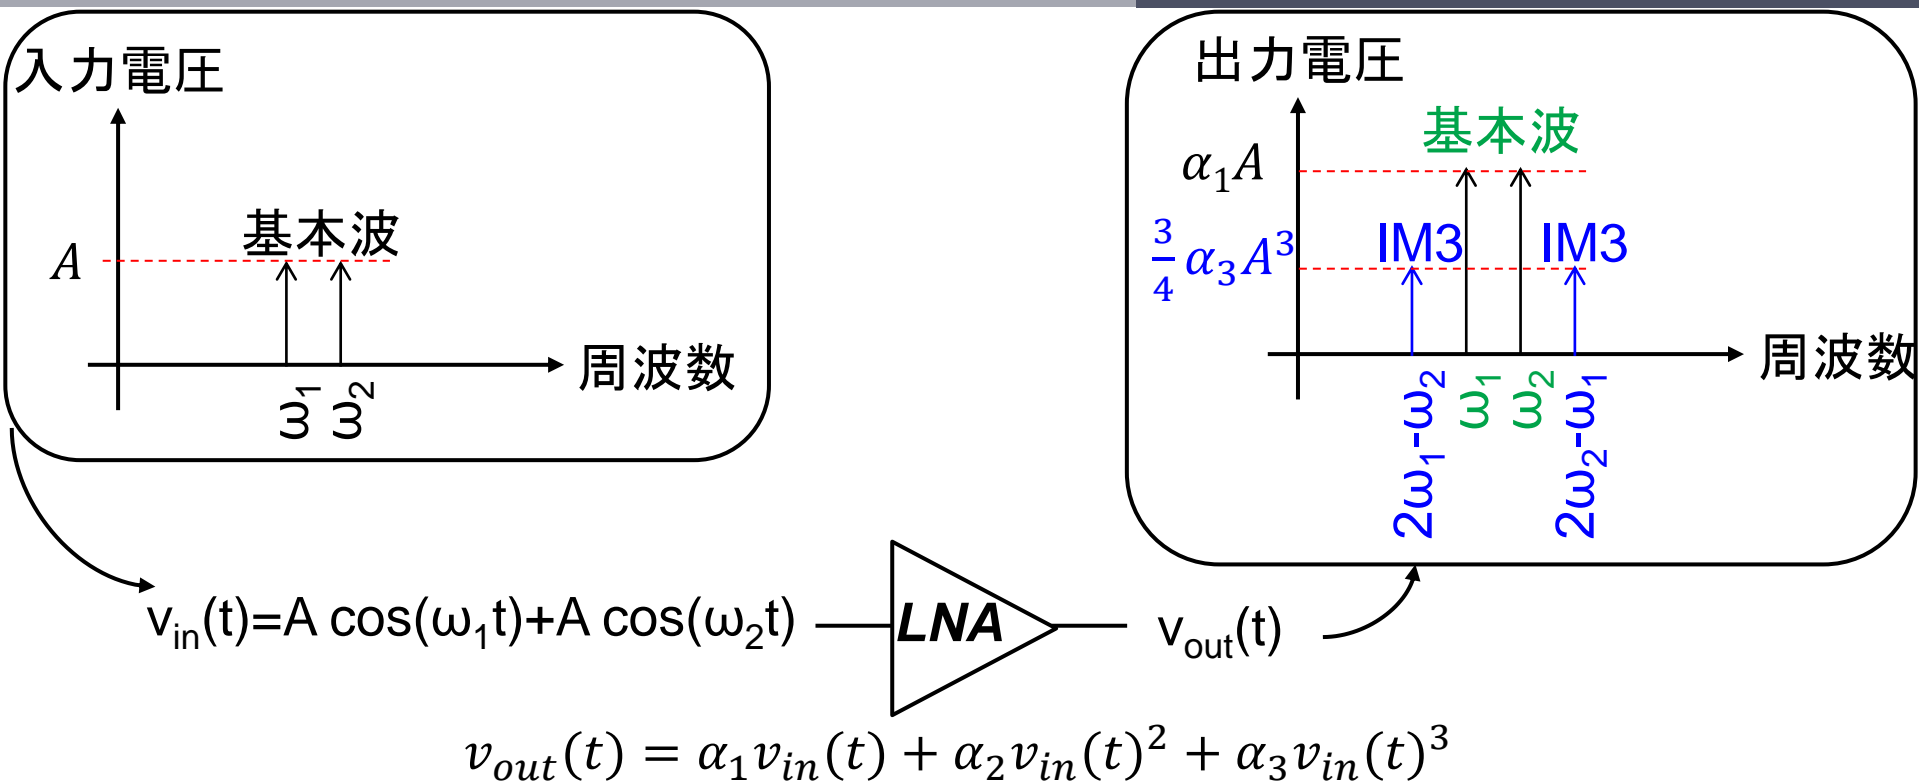 入力電圧
基本波
A
周波数
ω₁
ω₂
出力電圧
基本波
α₁A
IM3
IM3
3/4 α₃A³
周波数
2ω₁-ω₂
ω₁
ω₂
2ω₂-ω₁
vᵢₙ(t)=A cos(ω₁t)+A cos(ω₂t)
LNA
vₒᵤₜ(t)
vₒᵤₜ(t) = α₁vᵢₙ(t) + α₂vᵢₙ(t)² + α₃vᵢₙ(t)³